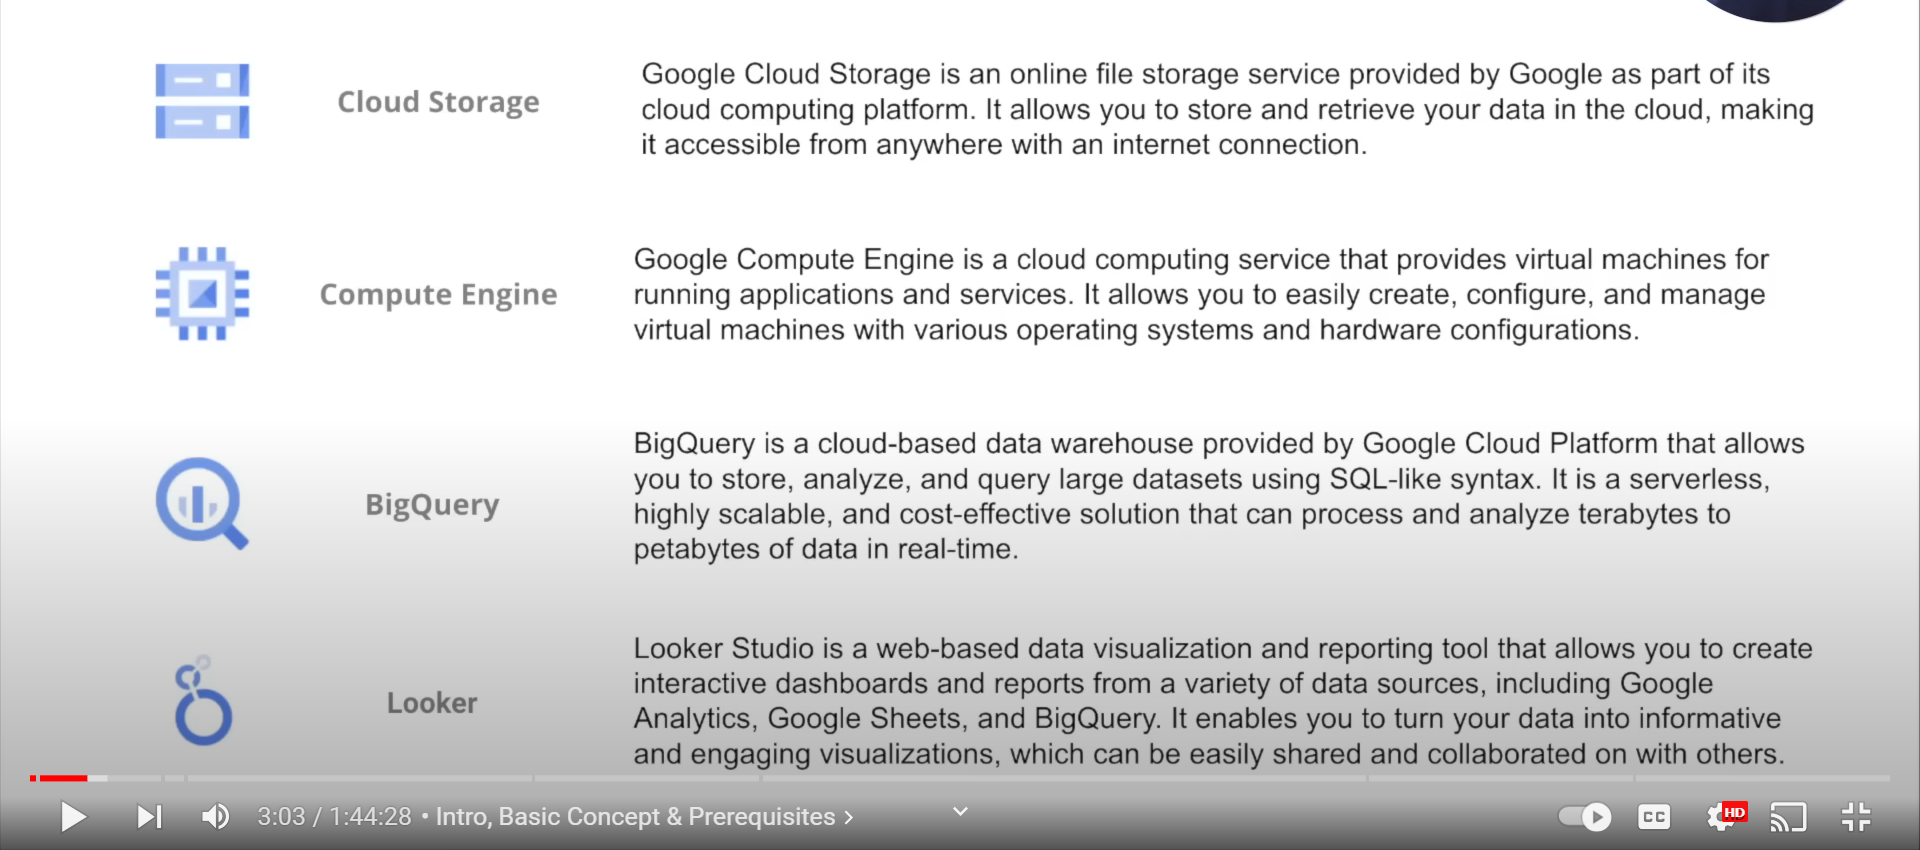 Cloud Storage
Google Cloud Storage is an online file storage service provided by Google as part of its
cloud computing platform. It allows you to store and retrieve your data in the cloud, making
it accessible from anywhere with an internet connection.
Compute Engine
Google Compute Engine is a cloud computing service that provides virtual machines for
running applications and services. It allows you to easily create, configure, and manage
virtual machines with various operating systems and hardware configurations.
BigQuery
BigQuery is a cloud-based data warehouse provided by Google Cloud Platform that allows
you to store, analyze, and query large datasets using SQL-like syntax. It is a serverless,
highly scalable, and cost-effective solution that can process and analyze terabytes to
petabytes of data in real-time.
Looker
Looker Studio is a web-based data visualization and reporting tool that allows you to create
interactive dashboards and reports from a variety of data sources, including Google
Analytics, Google Sheets, and BigQuery. It enables you to turn your data into informative
and engaging visualizations, which can be easily shared and collaborated on with others.
3:03 / 1:44:28 • Intro, Basic Concept & Prerequisites >
CC
HD